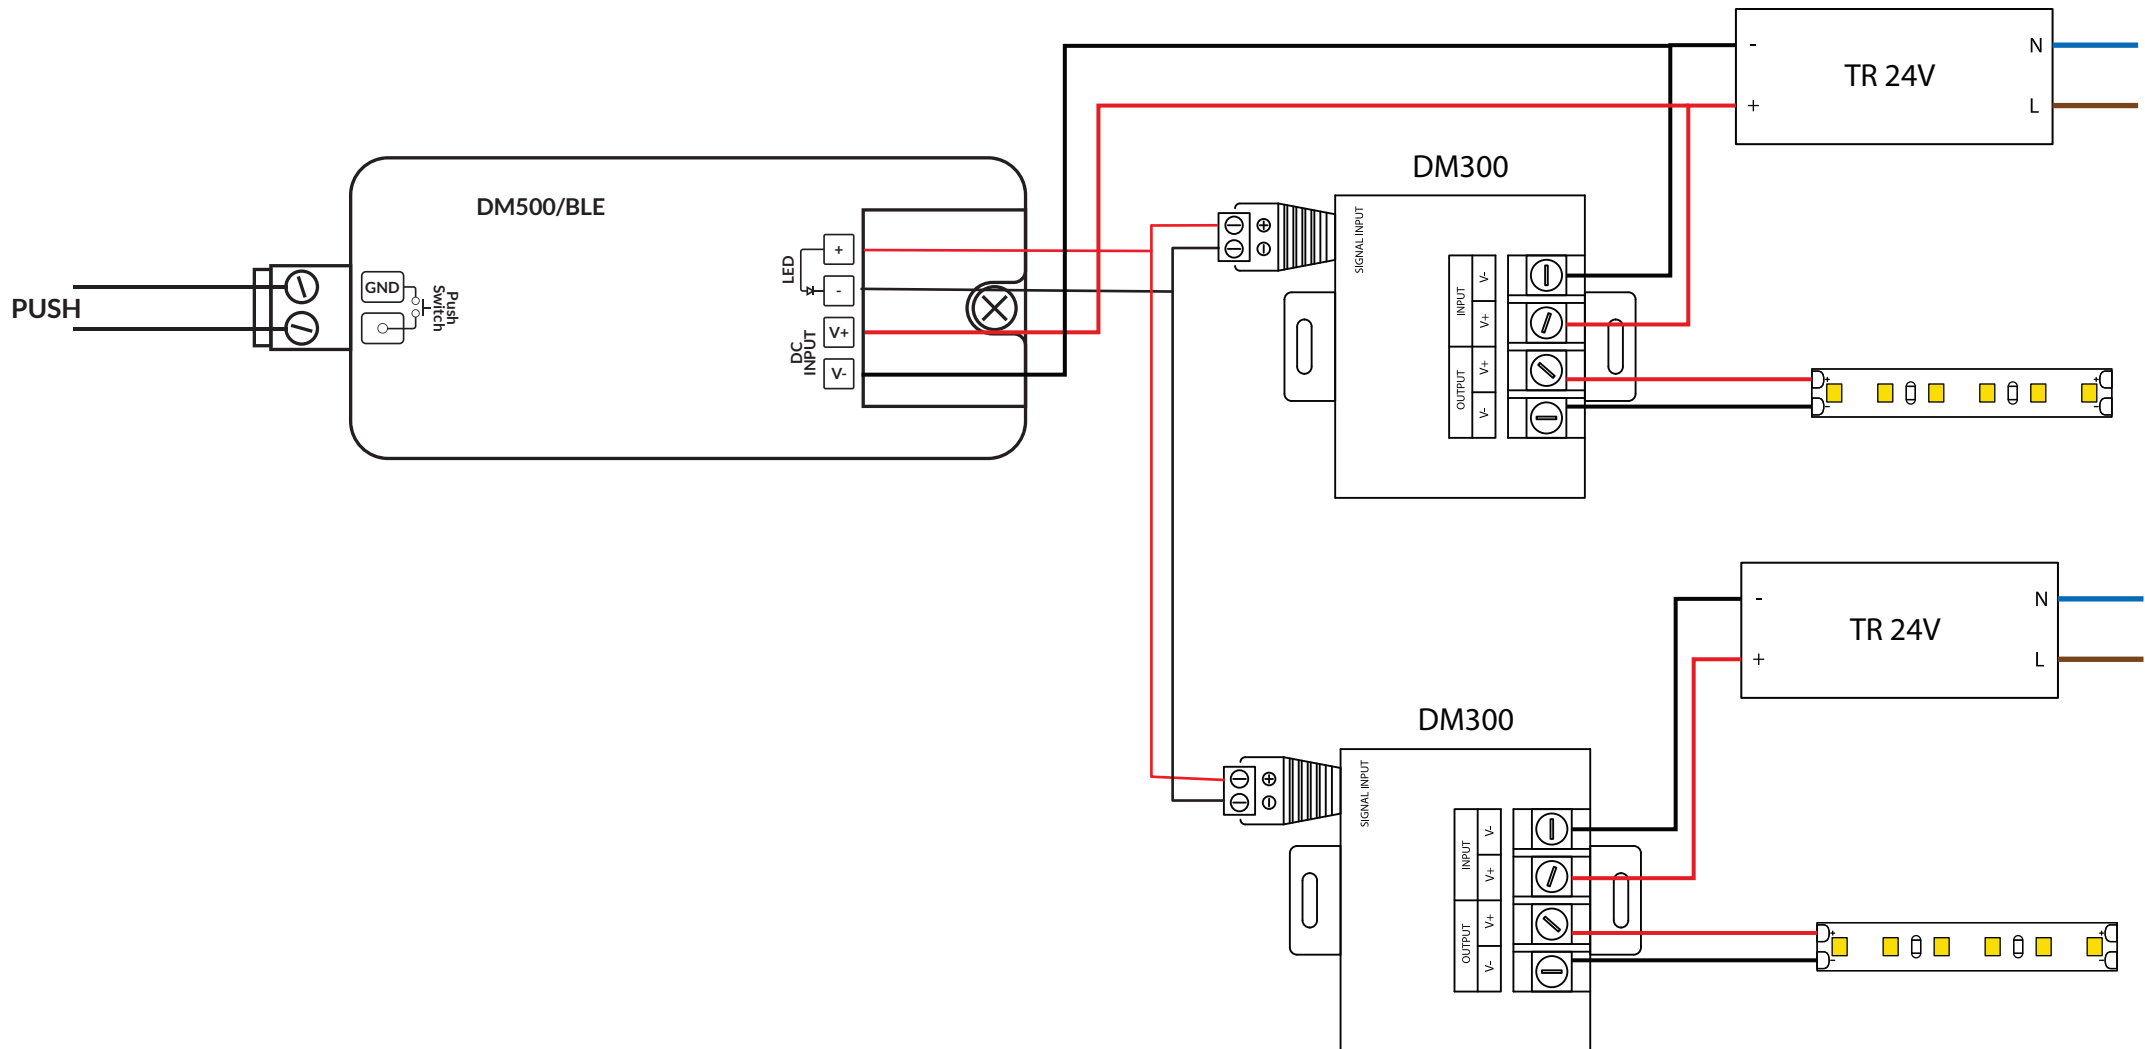 PUSH
DM500/BLE
GND
Push
Switch
LED
+
-
DC
INPUT
V+
V-
DM300
SIGNAL INPUT
INPUT
V-
V+
OUTPUT
V+
V-
TR 24V
-
+
N
L
+
-
+
-
DM300
SIGNAL INPUT
INPUT
V-
V+
OUTPUT
V+
V-
TR 24V
-
+
N
L
+
-
+
-